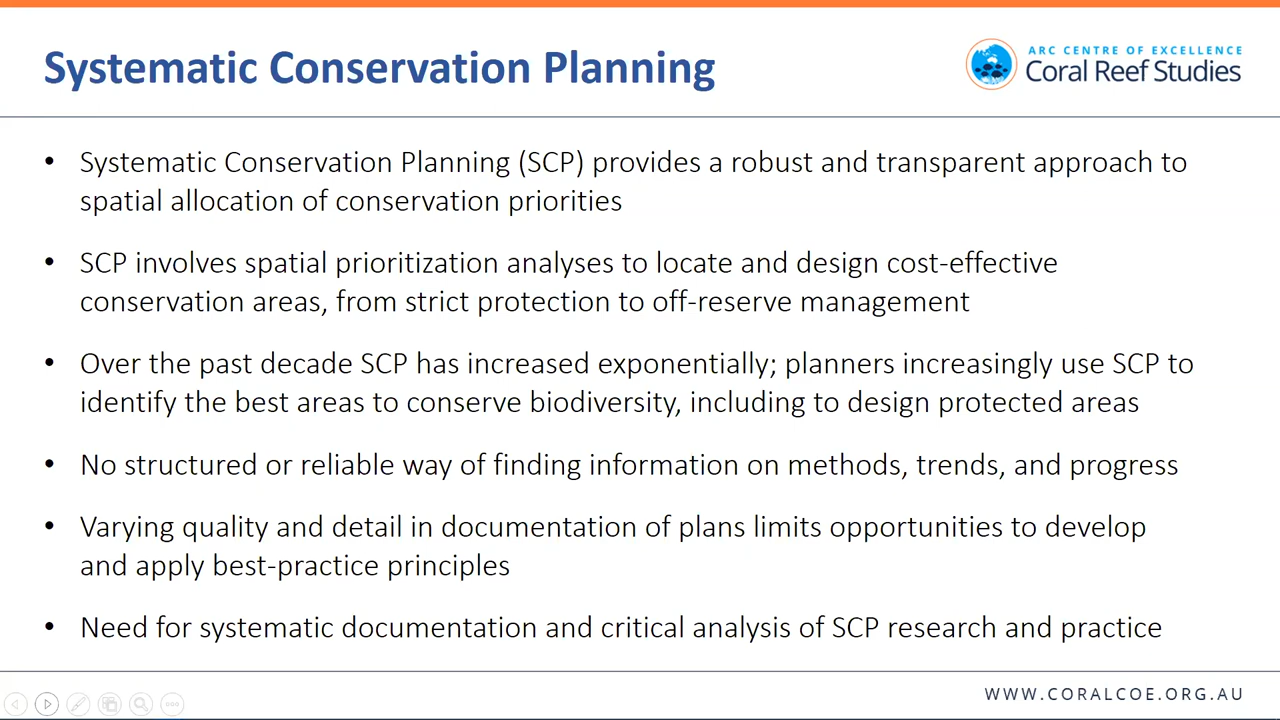 Systematic Conservation Planning
ARC CENTRE OF EXCELLENCE
Coral Reef Studies
• Systematic Conservation Planning (SCP) provides a robust and transparent approach to
spatial allocation of conservation priorities
• SCP involves spatial prioritization analyses to locate and design cost-effective
conservation areas, from strict protection to off-reserve management
• Over the past decade SCP has increased exponentially; planners increasingly use SCP to
identify the best areas to conserve biodiversity, including to design protected areas
• No structured or reliable way of finding information on methods, trends, and progress
• Varying quality and detail in documentation of plans limits opportunities to develop
and apply best-practice principles
• Need for systematic documentation and critical analysis of SCP research and practice
WWW.CORALCOE.ORG.AU